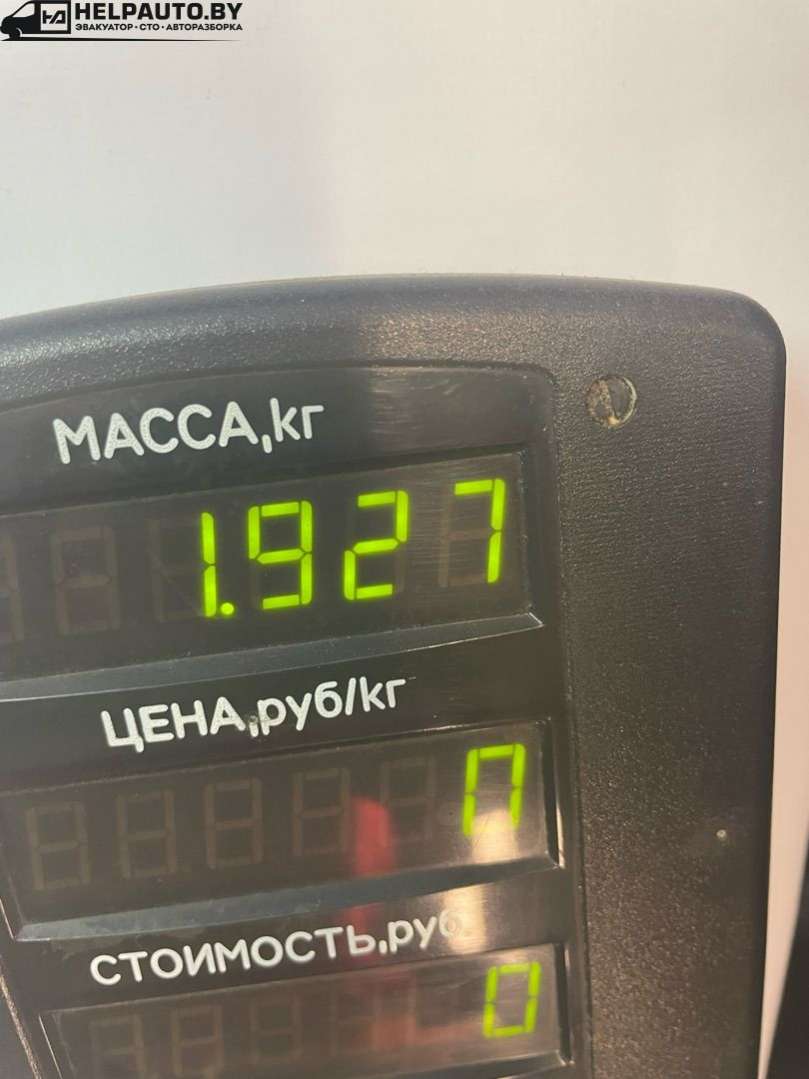 HELPAUTO.BY
ЭВАКУАТОР • СТО • АВТОРАЗБОРКА
МАССА,кг
1.927
ЦЕНА,руб/кг
0
СТОИМОСТЬ,руб.
0